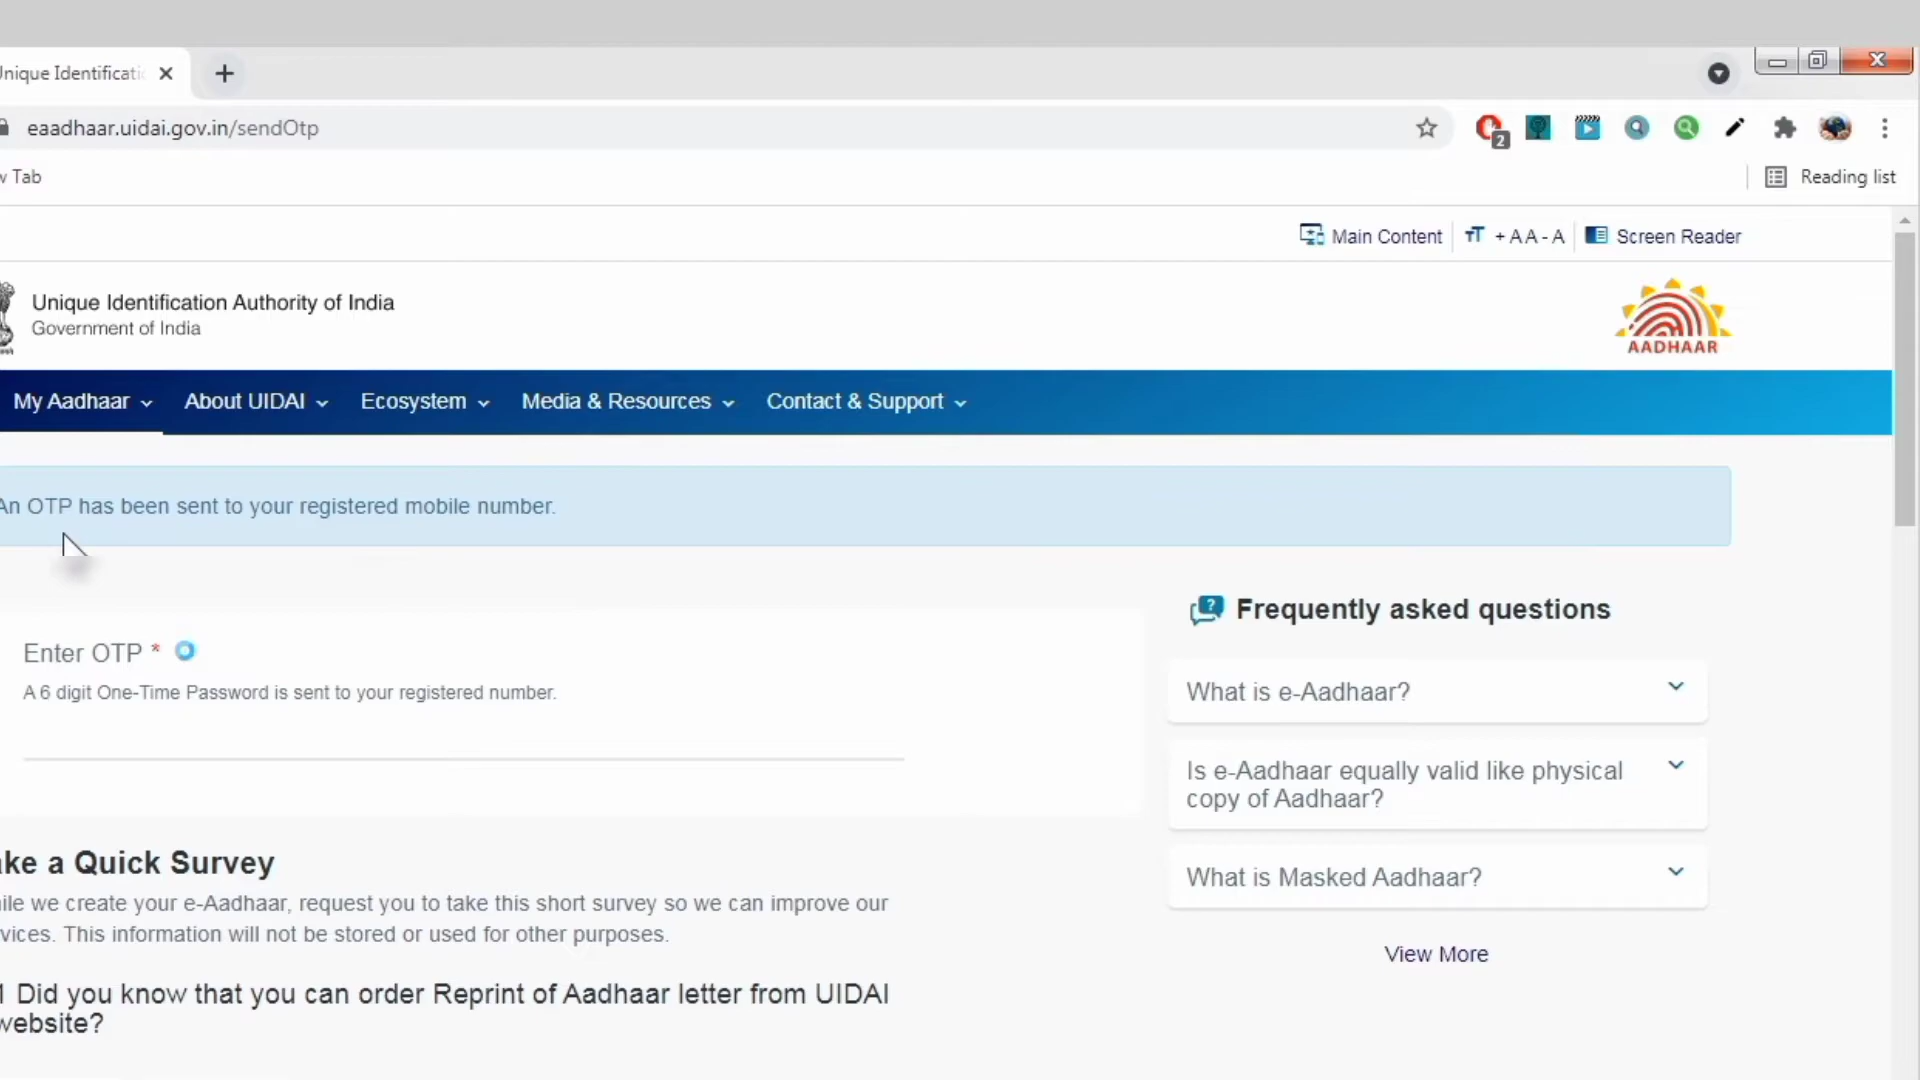 Unique Identificati
eaadhaar.uidai.gov.in/sendOtp
2
Tab
Reading list
Main Content
+ A A - A
Screen Reader
Unique Identification Authority of India
Government of India
AADHAAR
My Aadhaar
About UIDAI
Ecosystem
Media & Resources
Contact & Support
An OTP has been sent to your registered mobile number.
Enter OTP *
A 6 digit One-Time Password is sent to your registered number.
Frequently asked questions
What is e-Aadhaar?
Is e-Aadhaar equally valid like physical
copy of Aadhaar?
What is Masked Aadhaar?
View More
ke a Quick Survey
ile we create your e-Aadhaar, request you to take this short survey so we can improve our
vices. This information will not be stored or used for other purposes.
1 Did you know that you can order Reprint of Aadhaar letter from UIDAI
website?